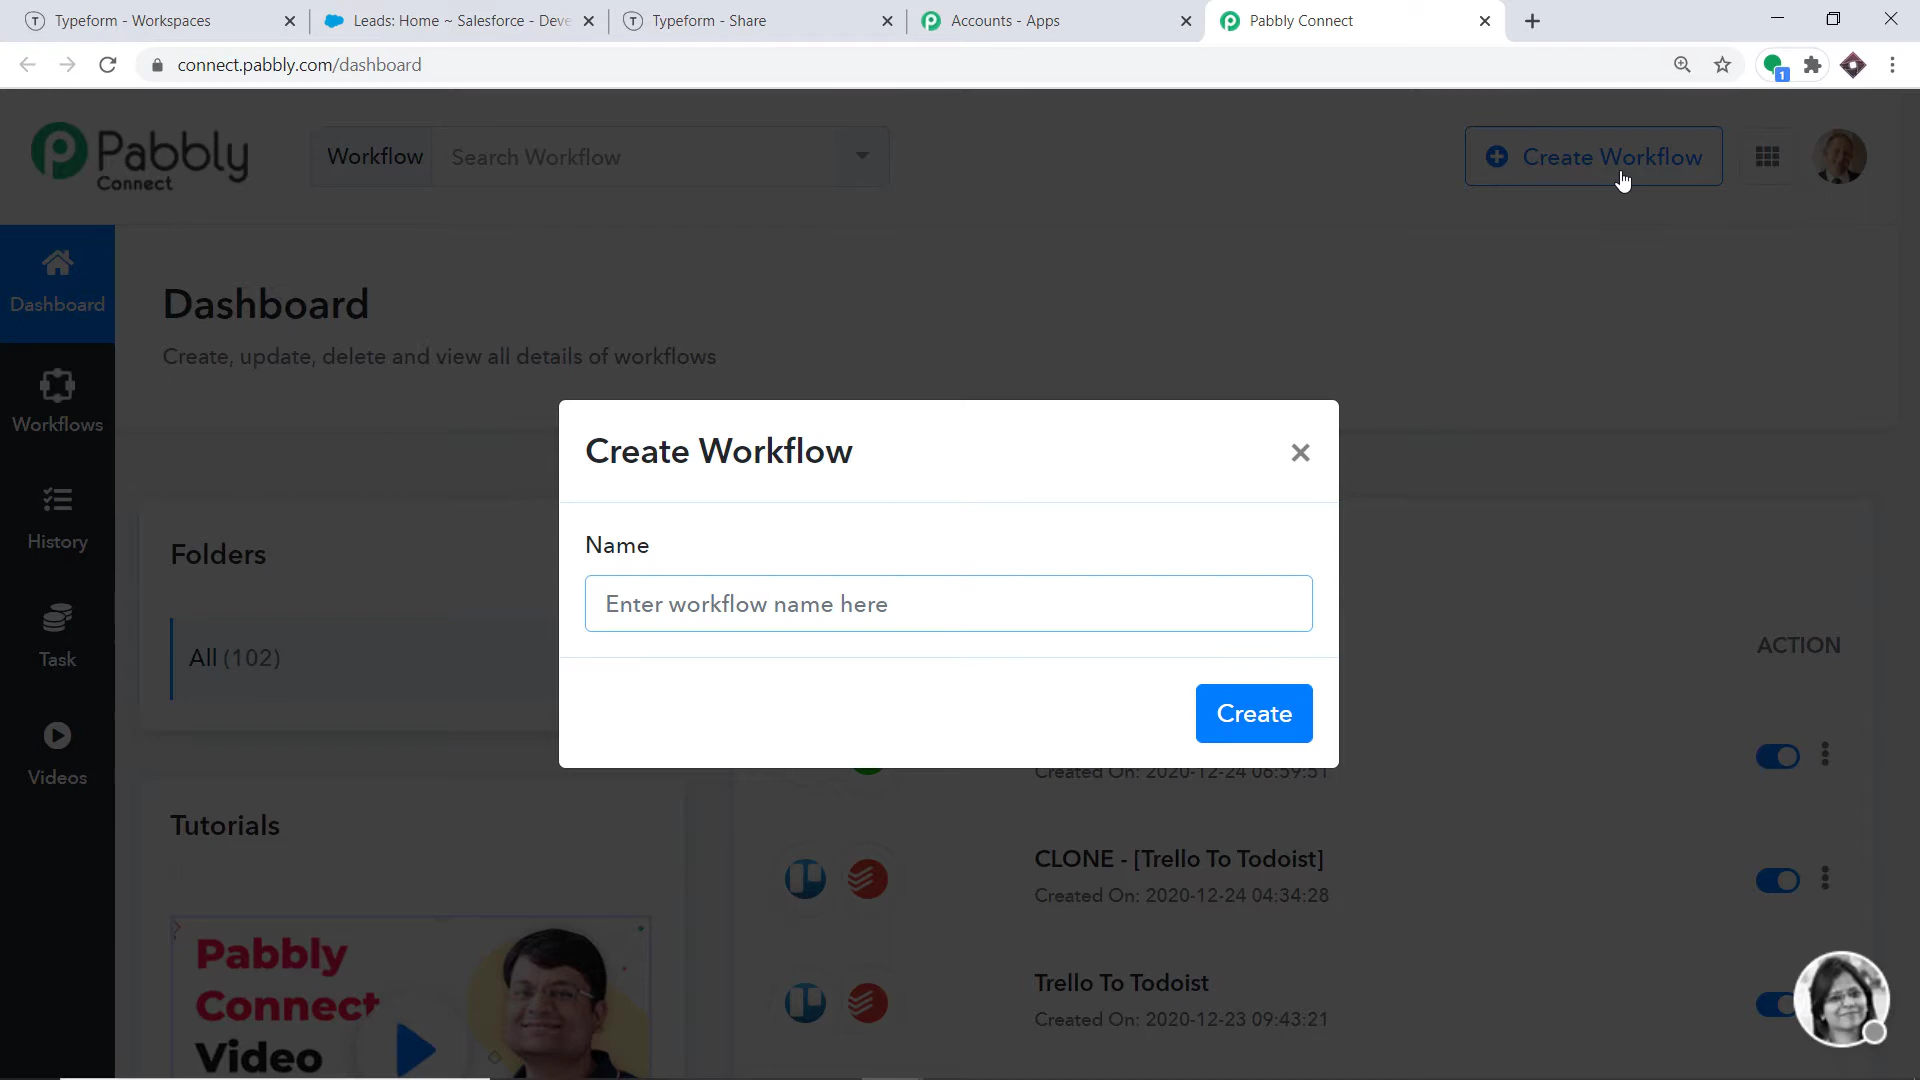 Typeform - Workspaces
Leads: Home ~ Salesforce - Deve
Typeform - Share
Accounts - Apps
Pabbly Connect
connect.pabbly.com/dashboard
1
Pabbly
Connect
Workflow
Search Workflow
Create Workflow
Dashboard
Dashboard
Create, update, delete and view all details of workflows
Workflows
Create Workflow
Name
Enter workflow name here
Create
History
Folders
All (102)
ACTION
Task
Videos
Created On: 2020-12-24 06:59:51
Tutorials
CLONE - [Trello To Todoist]
Created On: 2020-12-24 04:34:28
Pabbly
Connect
Video
Trello To Todoist
Created On: 2020-12-23 09:43:21